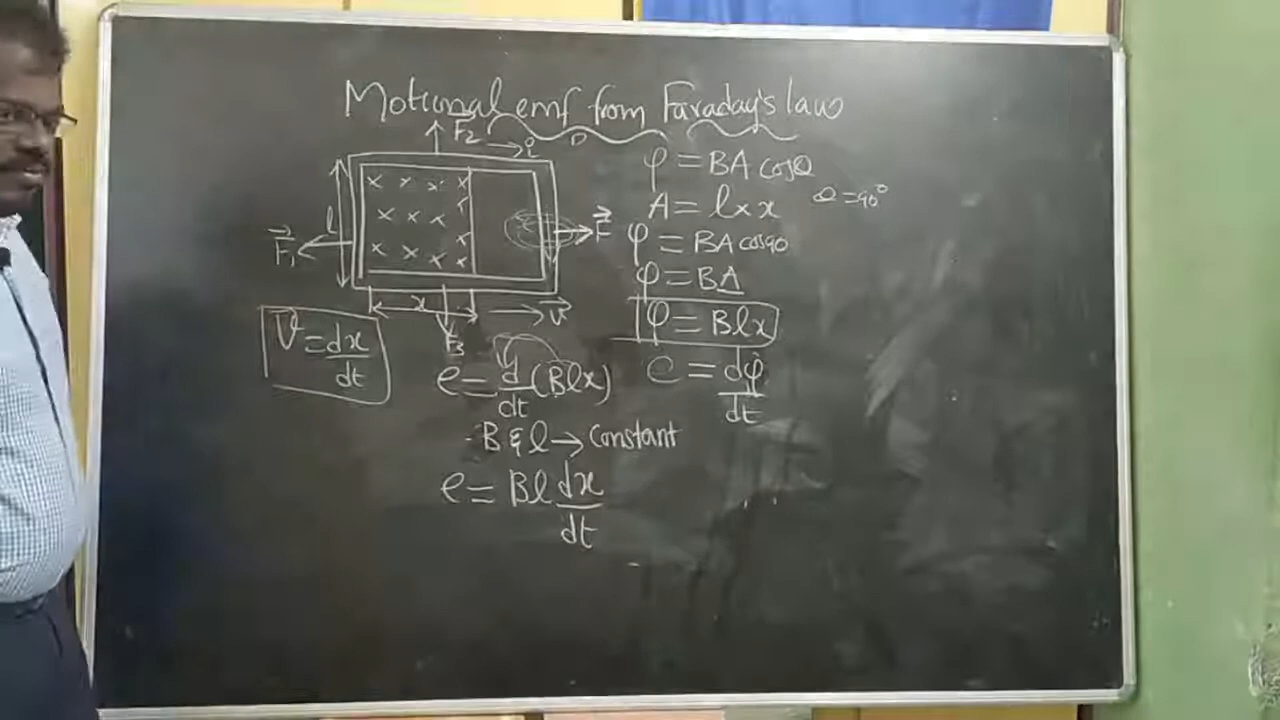 Motional emf from Faraday's law
F₂
→ i
l
F₁
F
x
→ v
F₃
V = dx/dt
φ = BA cosθ
A = l × x θ = 90°
φ = BA cos90
φ = BA
φ = Blx
e = dφ/dt
e = d/dt (Blx)
B & l → Constant
e = Bl dx/dt